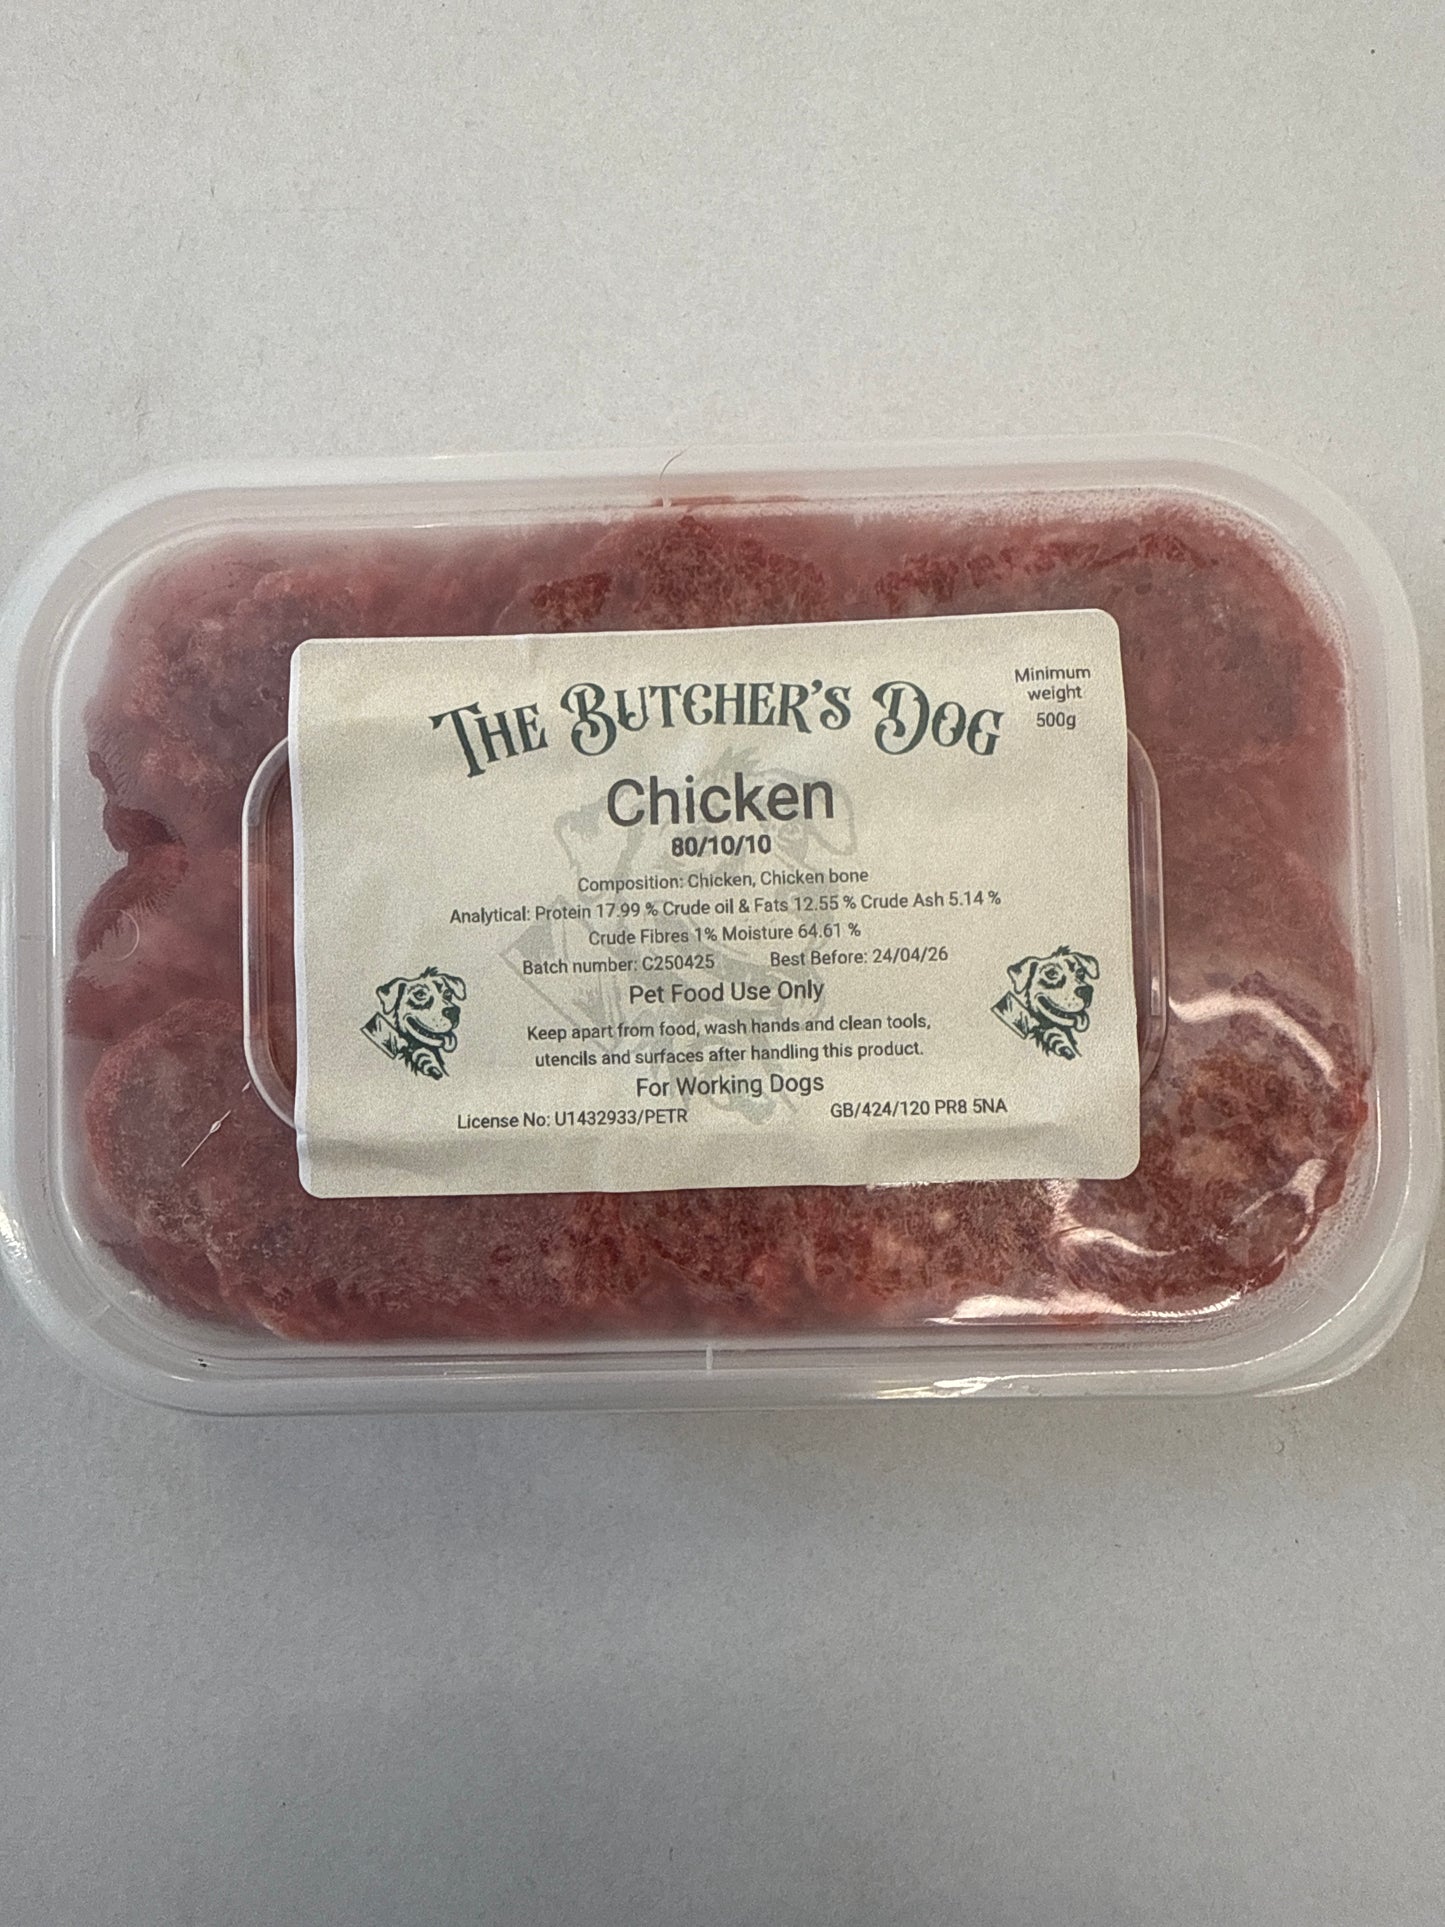 THE BUTCHER'S DOG
Minimum
weight
500g
Chicken
80/10/10
Composition: Chicken, Chicken bone
Analytical: Protein 17.99 % Crude oil & Fats 12.55 % Crude Ash 5.14 %
Crude Fibres 1% Moisture 64.61 %
Batch number: C250425 Best Before: 24/04/26
Pet Food Use Only
Keep apart from food, wash hands and clean tools,
utencils and surfaces after handling this product.
For Working Dogs
License No: U1432933/PETR GB/424/120 PR8 5NA